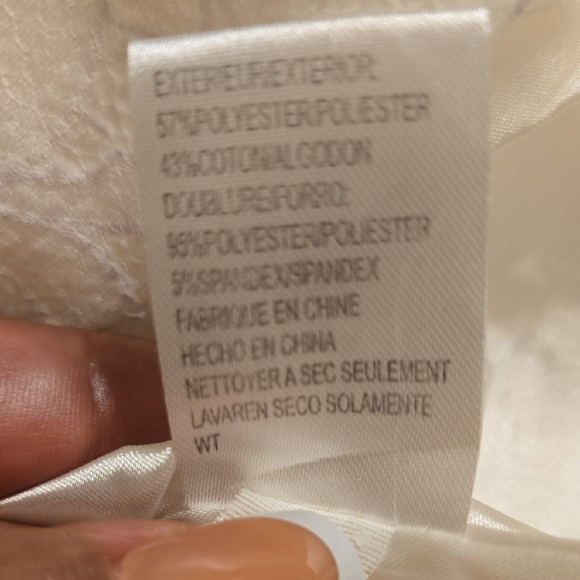 EXTERIEUR/EXTERIOR:
57%POLYESTER/POLIESTER
43%COTON/ALGODON
DOUBLURE/FORRO:
95%POLYESTER/POLIESTER
5%SPANDEX/SPANDEX
FABRIQUE EN CHINE
HECHO EN CHINA
NETTOYER A SEC SEULEMENT
LAVAR EN SECO SOLAMENTE
WT